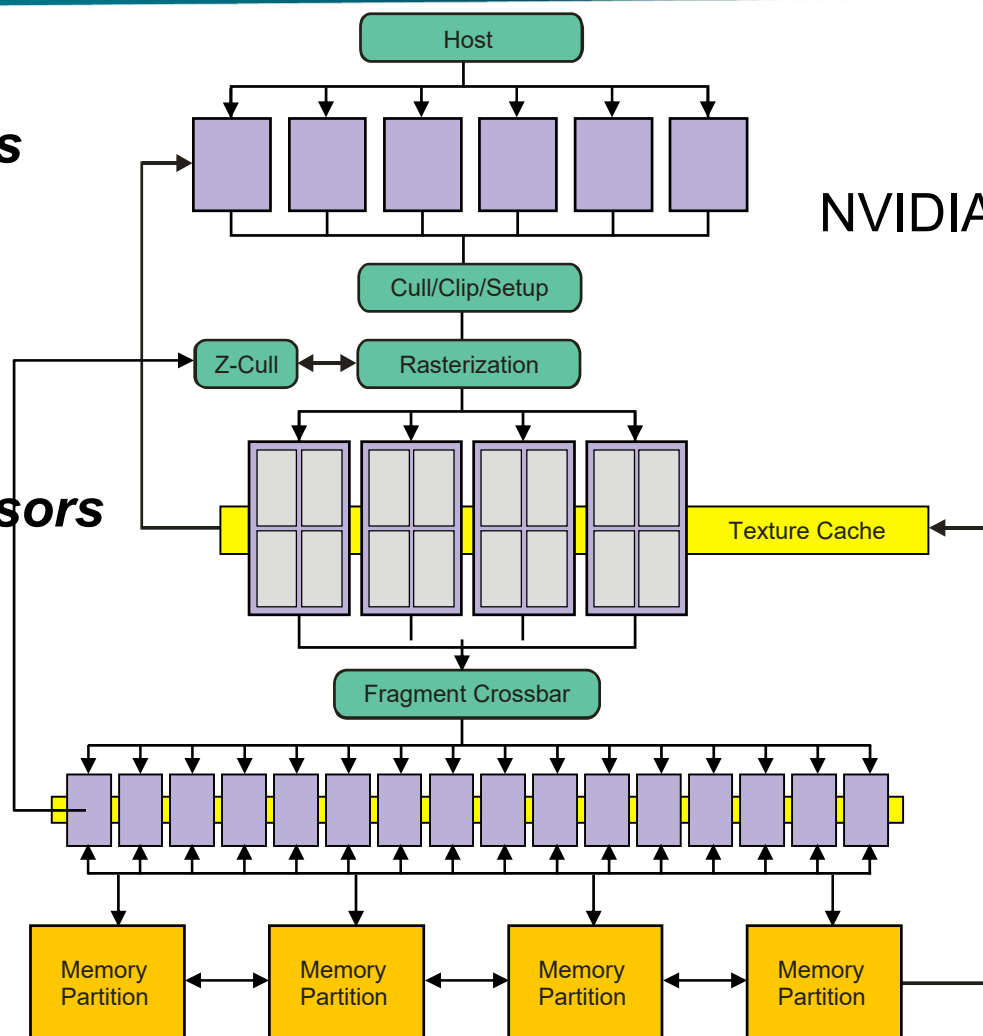 Host
s
NVIDIA
Cull/Clip/Setup
Z-Cull
Rasterization
sors
Texture Cache
Fragment Crossbar
Memory
Partition
Memory
Partition
Memory
Partition
Memory
Partition